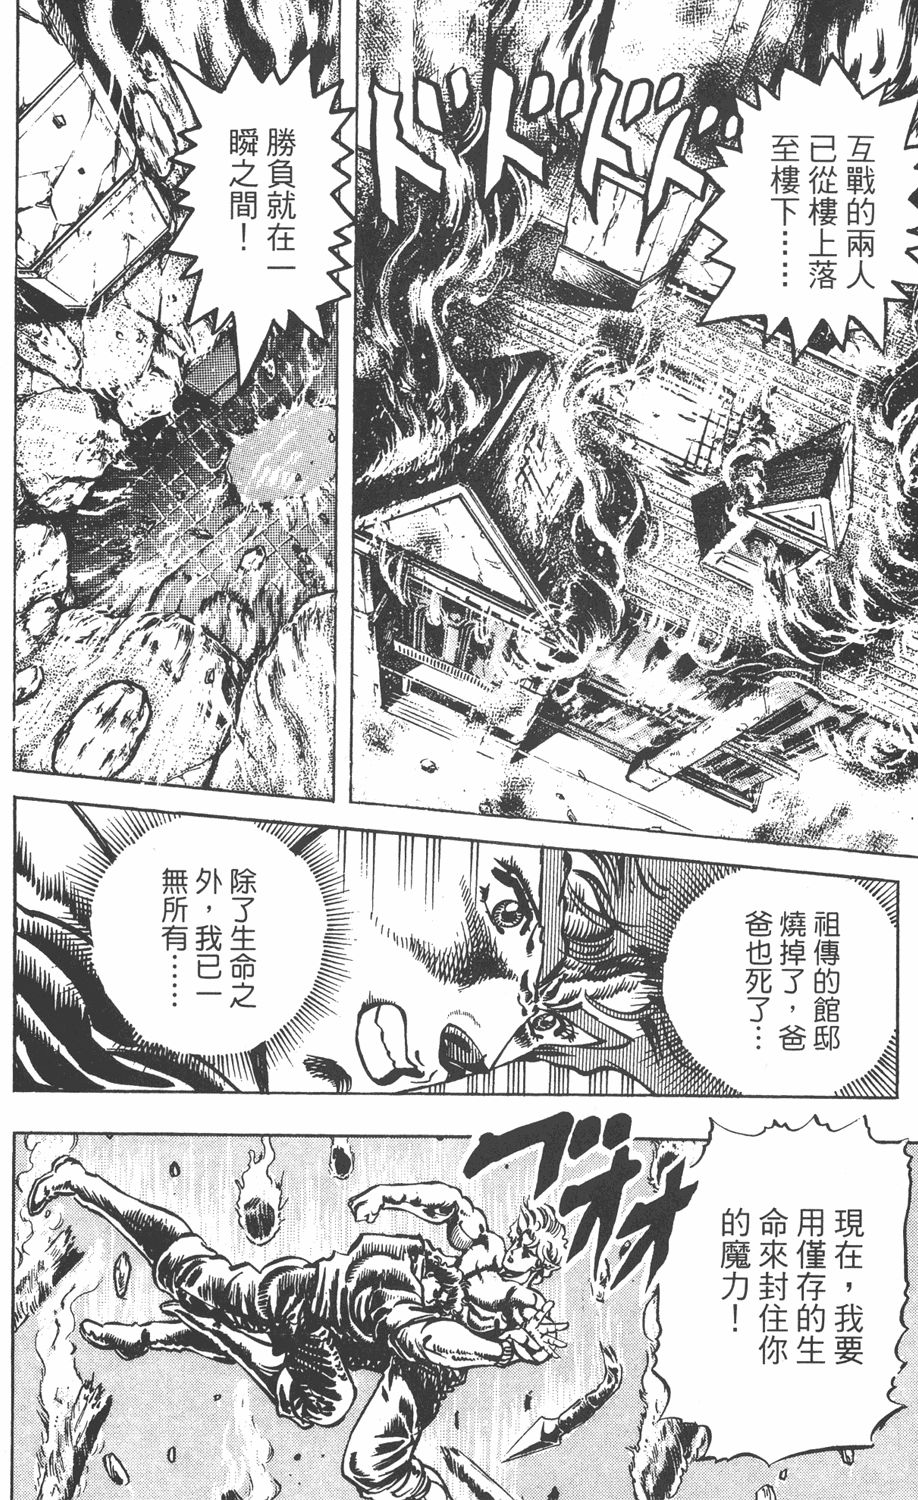 互戰的兩人
已從樓上落
至樓下……
ドドドド
勝負就在一
瞬之間！
祖傳的館邸
燒掉了，爸
爸也死了…
除了生命之
外，我已一
無所有……
現在，我要
用僅存的生
命來封住你
的魔力！
ブオオ